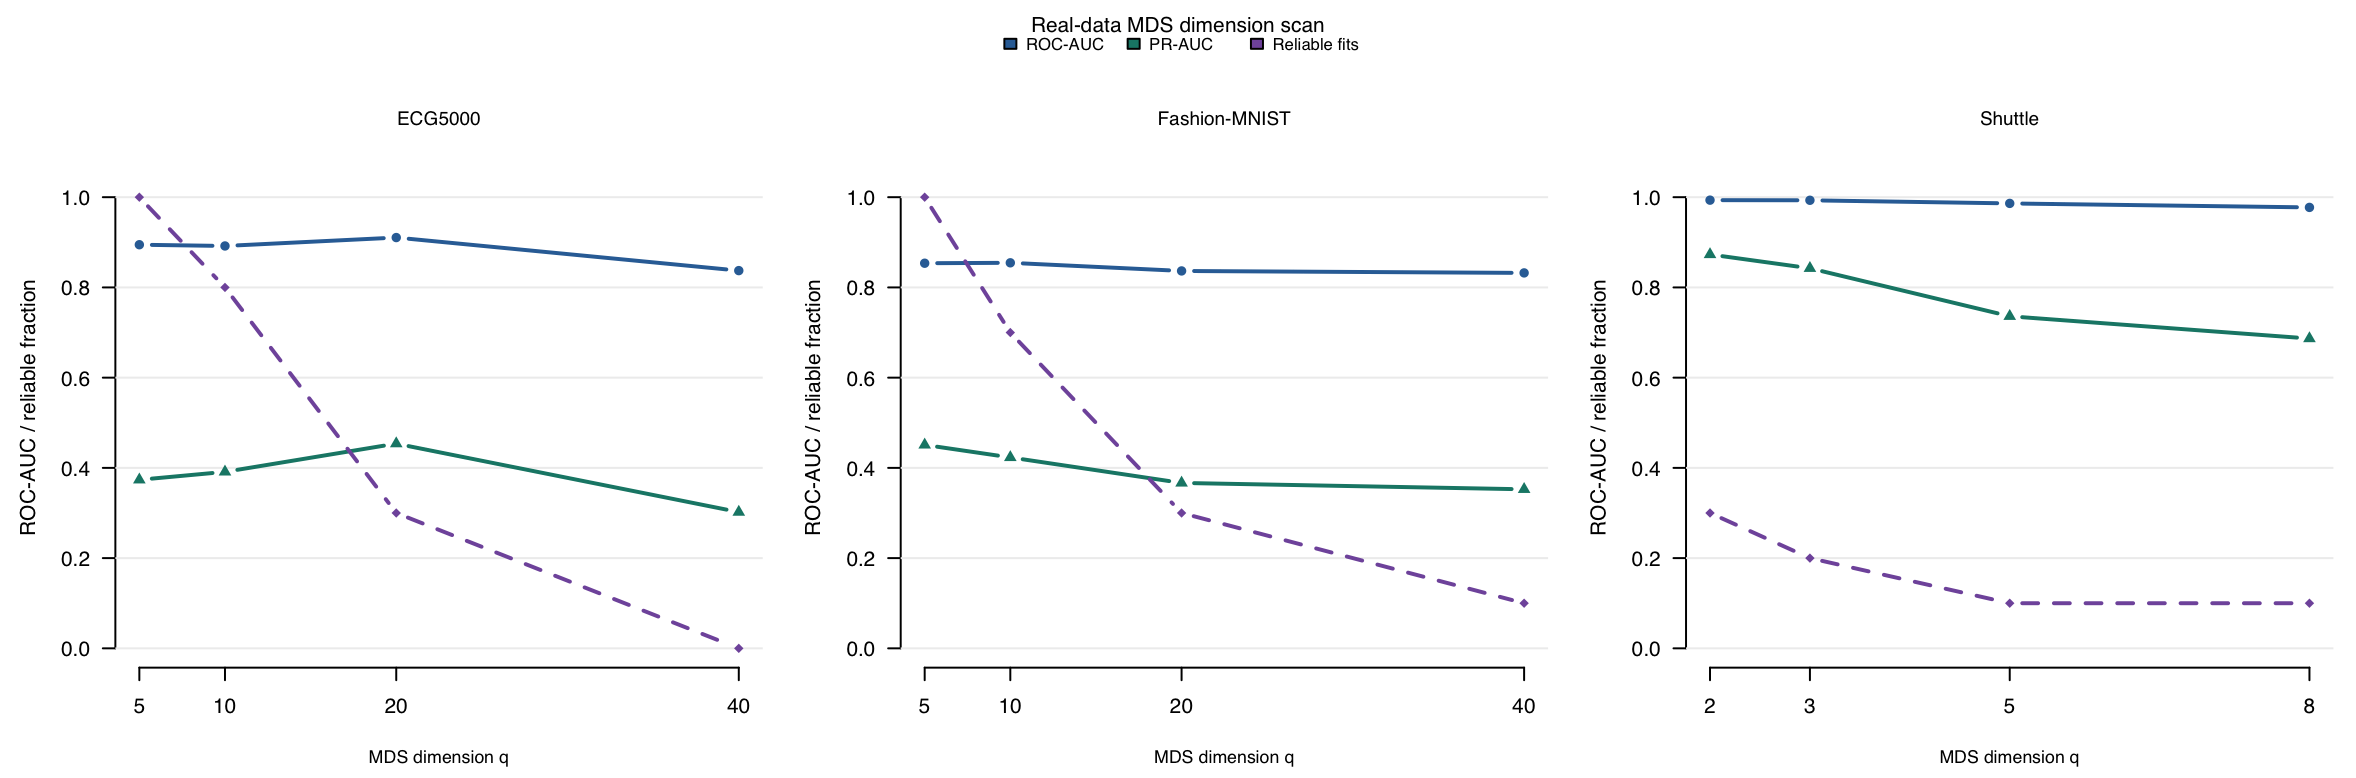 Real-data MDS dimension scan
ROC-AUC PR-AUC Reliable fits
ECG5000
ROC-AUC / reliable fraction
1.0
0.8
0.6
0.4
0.2
0.0
5 10 20 40
MDS dimension q
Fashion-MNIST
ROC-AUC / reliable fraction
1.0
0.8
0.6
0.4
0.2
0.0
5 10 20 40
MDS dimension q
Shuttle
ROC-AUC / reliable fraction
1.0
0.8
0.6
0.4
0.2
0.0
2 3 5 8
MDS dimension q